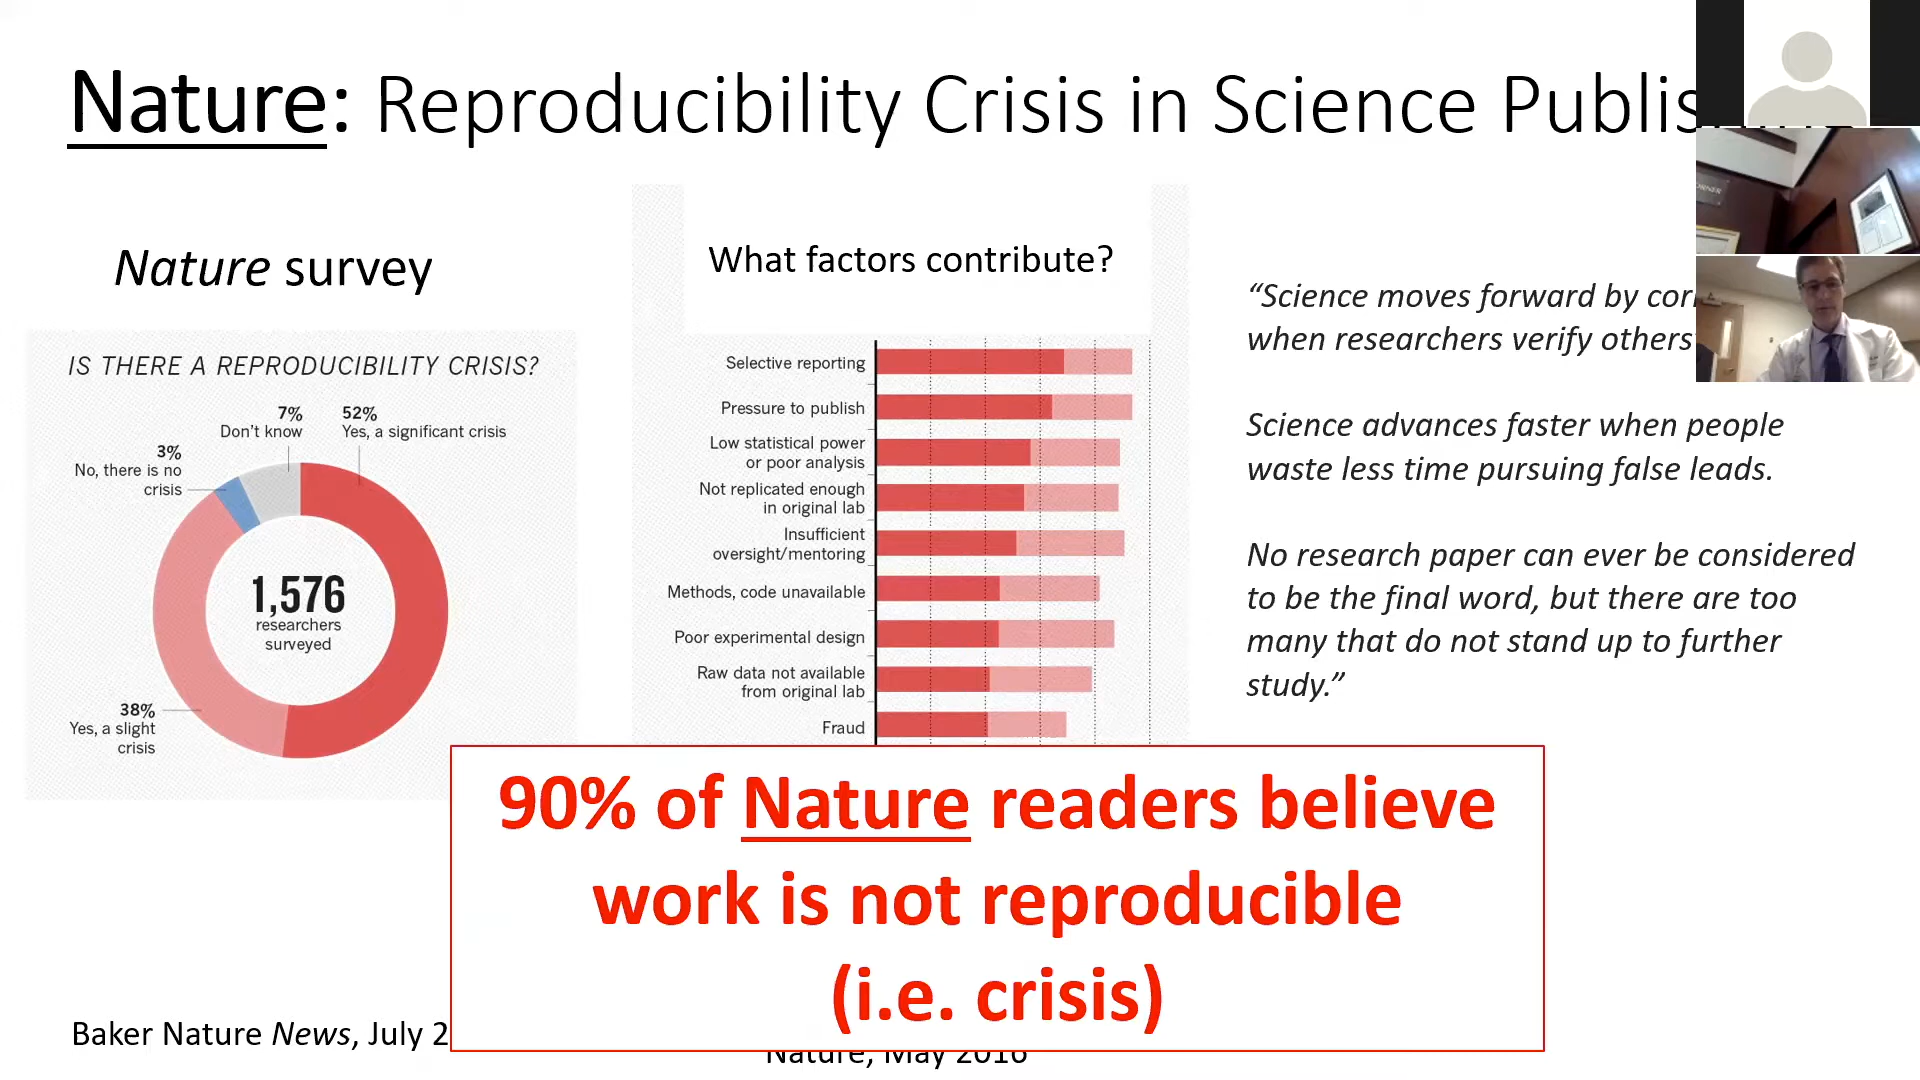 Nature: Reproducibility Crisis in Science
Nature survey
IS THERE A REPRODUCIBILITY CRISIS?
7%
Don't know
52%
Yes, a significant crisis
3%
No, there is no
crisis
1,576
researchers
surveyed
38%
Yes, a slight
crisis
What factors contribute?
Selective reporting
Pressure to publish
Low statistical power
or poor analysis
Not replicated enough
in original lab
Insufficient
oversight/mentoring
Methods, code unavailable
Poor experimental design
Raw data not available
from original lab
Fraud
“Science moves forward by
when researchers verify others
Science advances faster when people
waste less time pursuing false leads.
No research paper can ever be considered
to be the final word, but there are too
many that do not stand up to further
study.”
90% of Nature readers believe
work is not reproducible
(i.e. crisis)
Baker Nature News, July 2
Nature, May 2016